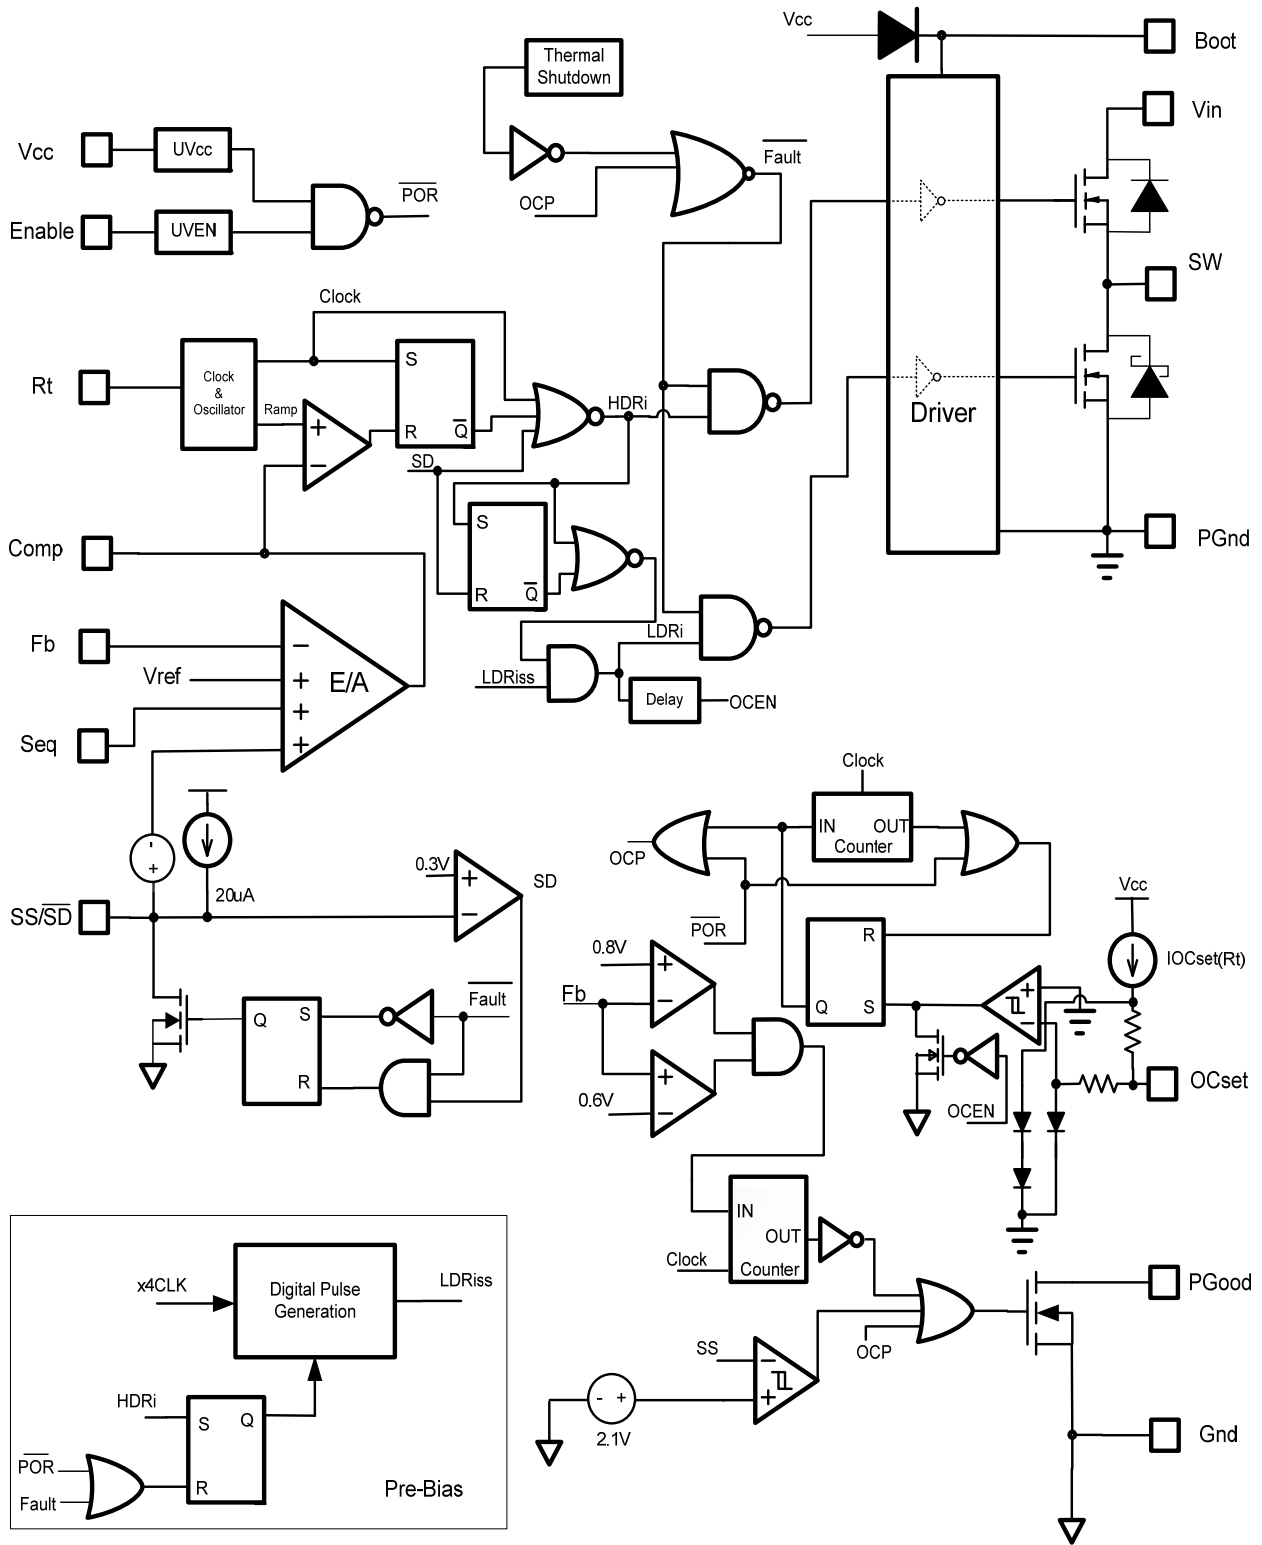 Vcc
Boot
Thermal
Shutdown
Vin
Vcc
UVcc
Fault
POR
OCP
Enable
UVEN
SW
Clock
Rt
Clock
&
Oscillator
Ramp
+
−
S
R
Q
HDRi
SD
Driver
S
R
Q
Comp
PGnd
LDRi
Fb
Vref
E/A
−
+
+
+
LDRiss
Delay
OCEN
Seq
Clock
IN
OUT
Counter
OCP
-
+
20uA
0.3V
+
−
SD
SS/SD
Vcc
IOCset(Rt)
POR
R
Q
S
0.8V
+
−
Fb
Fault
+
−
Q
S
R
+
−
0.6V
OCEN
OCset
IN
OUT
Counter
Clock
x4CLK
Digital Pulse
Generation
LDRiss
PGood
SS
OCP
−
+
-
+
2.1V
HDRi
S
Q
R
POR
Fault
Pre-Bias
Gnd